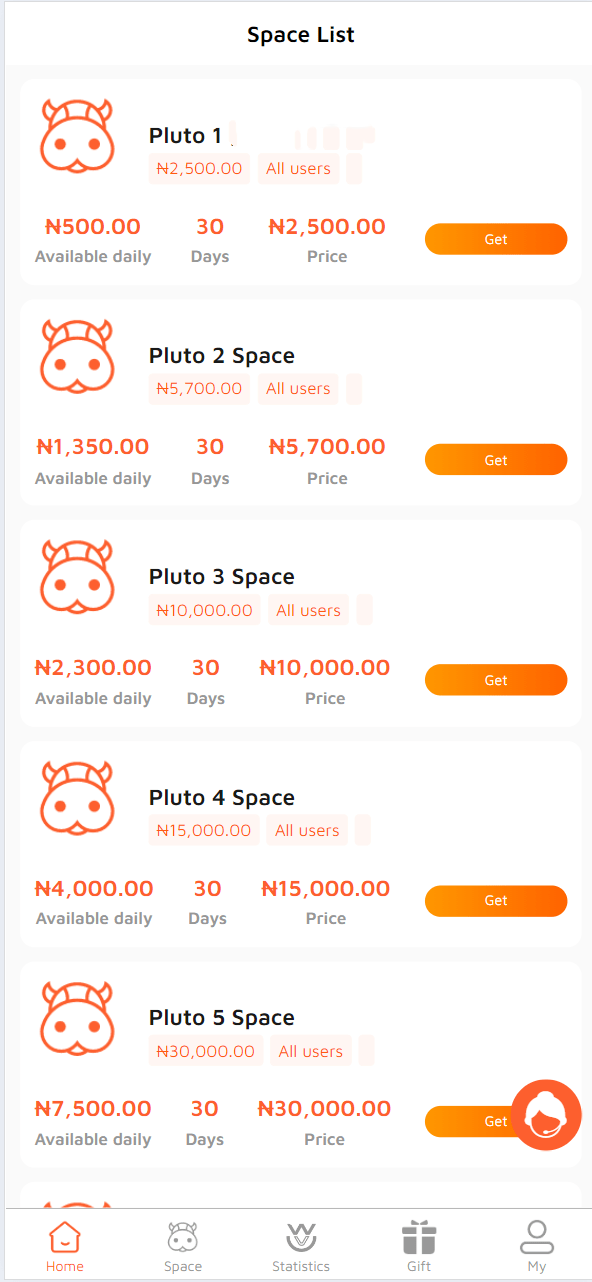 Space List
Pluto 1
₦2,500.00 All users
₦500.00 30 ₦2,500.00
Available daily Days Price
Get
Pluto 2 Space
₦5,700.00 All users
₦1,350.00 30 ₦5,700.00
Available daily Days Price
Get
Pluto 3 Space
₦10,000.00 All users
₦2,300.00 30 ₦10,000.00
Available daily Days Price
Get
Pluto 4 Space
₦15,000.00 All users
₦4,000.00 30 ₦15,000.00
Available daily Days Price
Get
Pluto 5 Space
₦30,000.00 All users
₦7,500.00 30 ₦30,000.00
Available daily Days Price
Get
Home Space Statistics Gift My